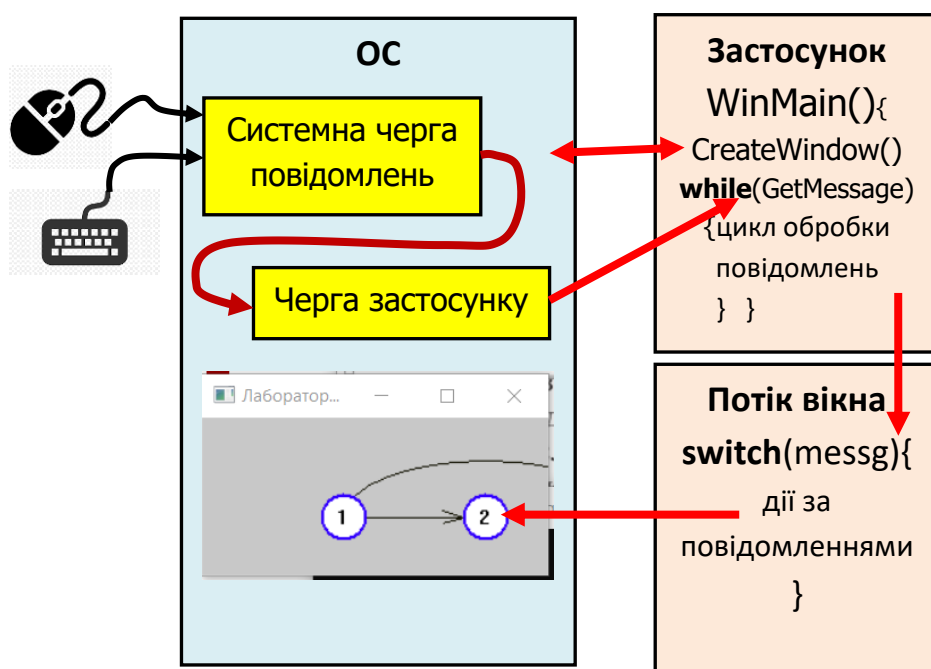 ОС
Системна черга
повідомлень
Черга застосунку
Лаборатор...
1
2
Застосунок
WinMain(){
CreateWindow()
while(GetMessage)
{цикл обробки
повідомлень
} }
Потік вікна
switch(messg){
дії за
повідомленнями
}